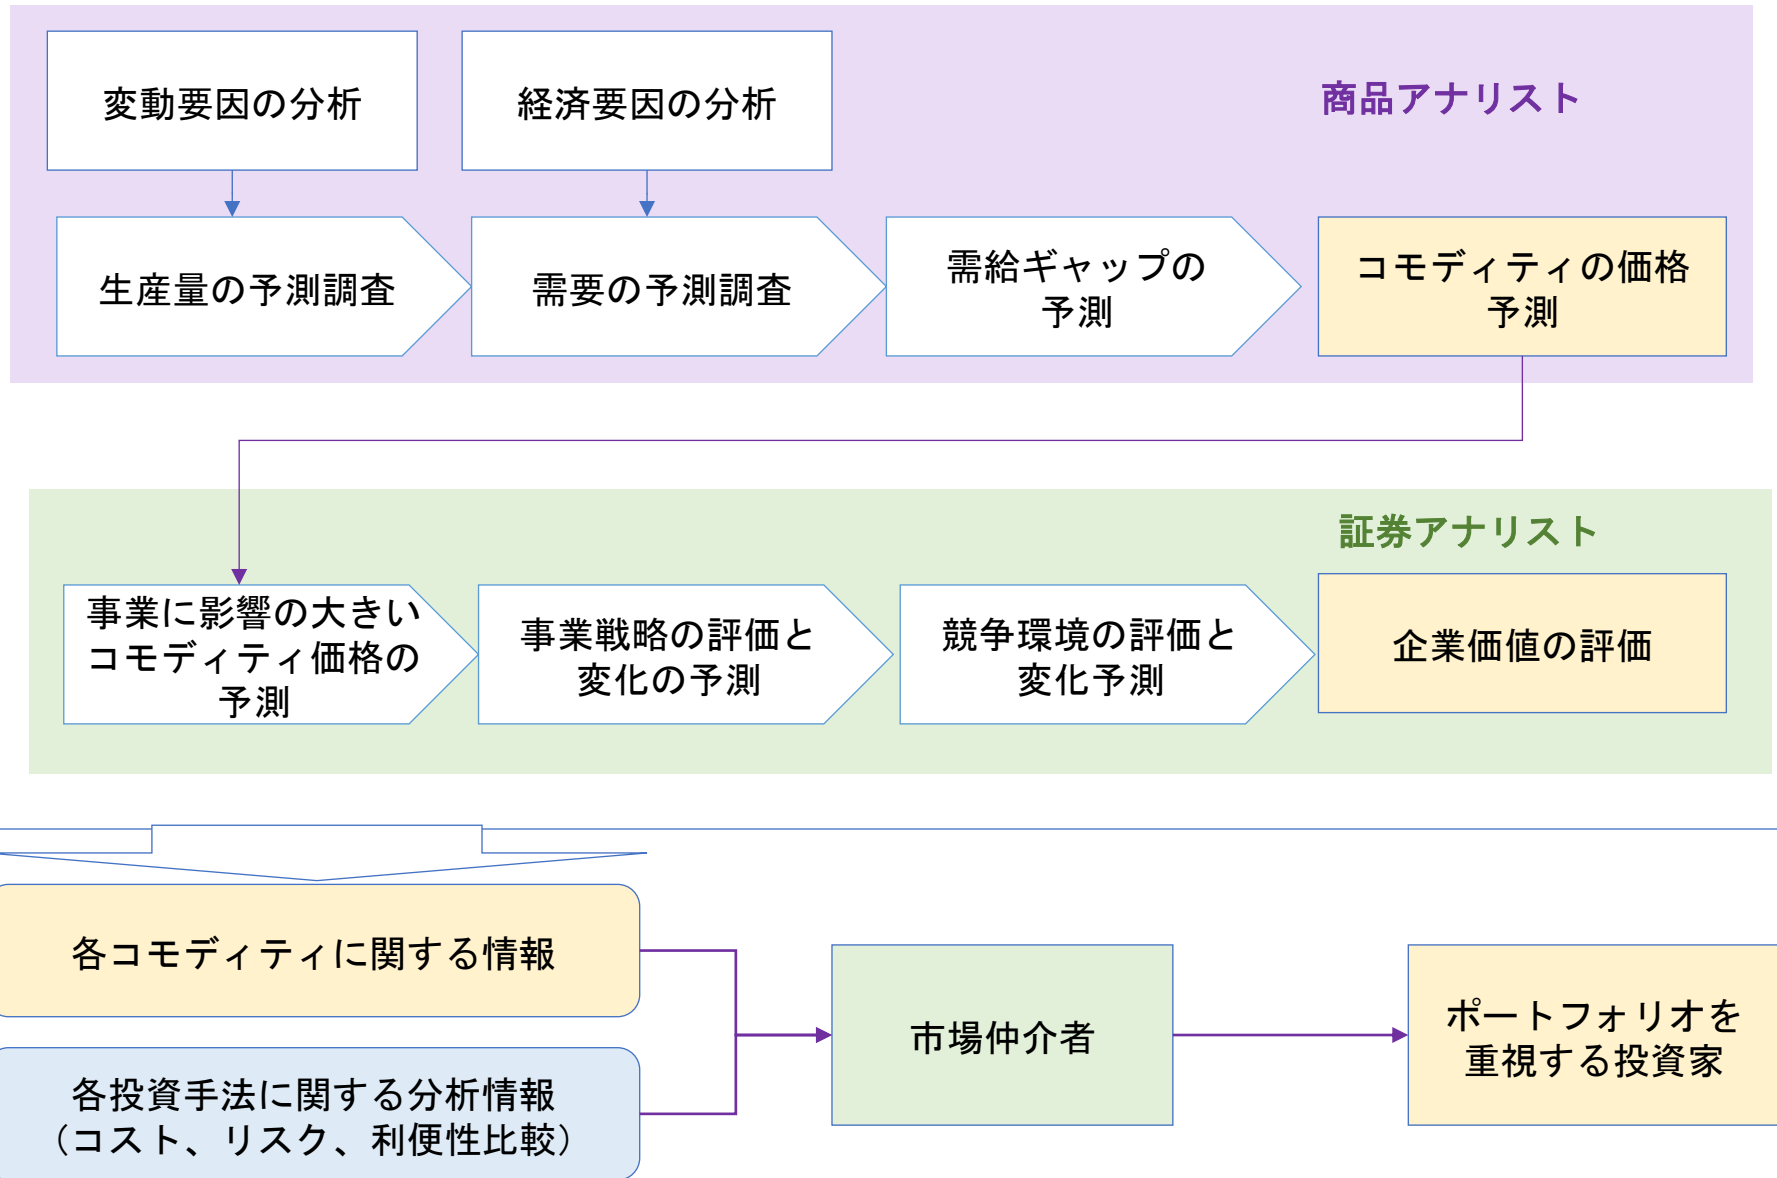 変動要因の分析
経済要因の分析
商品アナリスト
生産量の予測調査
需要の予測調査
需給ギャップの
予測
コモディティの価格
予測
証券アナリスト
事業に影響の大きい
コモディティ価格の
予測
事業戦略の評価と
変化の予測
競争環境の評価と
変化予測
企業価値の評価
各コモディティに関する情報
各投資手法に関する分析情報
（コスト、リスク、利便性比較）
市場仲介者
ポートフォリオを
重視する投資家